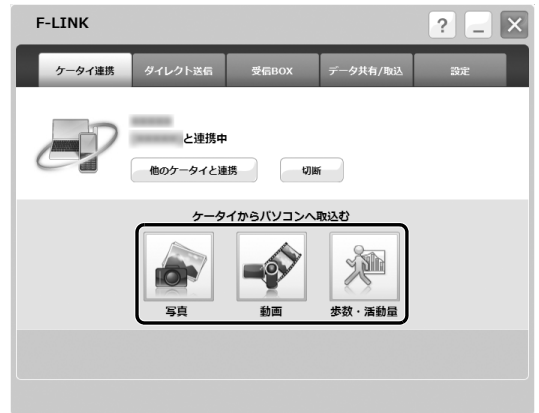 F-LINK
? _ ×
ケータイ連携 ダイレクト送信 受信BOX データ共有/取込 設定
と連携中
他のケータイと連携 切断
ケータイからパソコンへ取込む
写真 動画 歩数・活動量